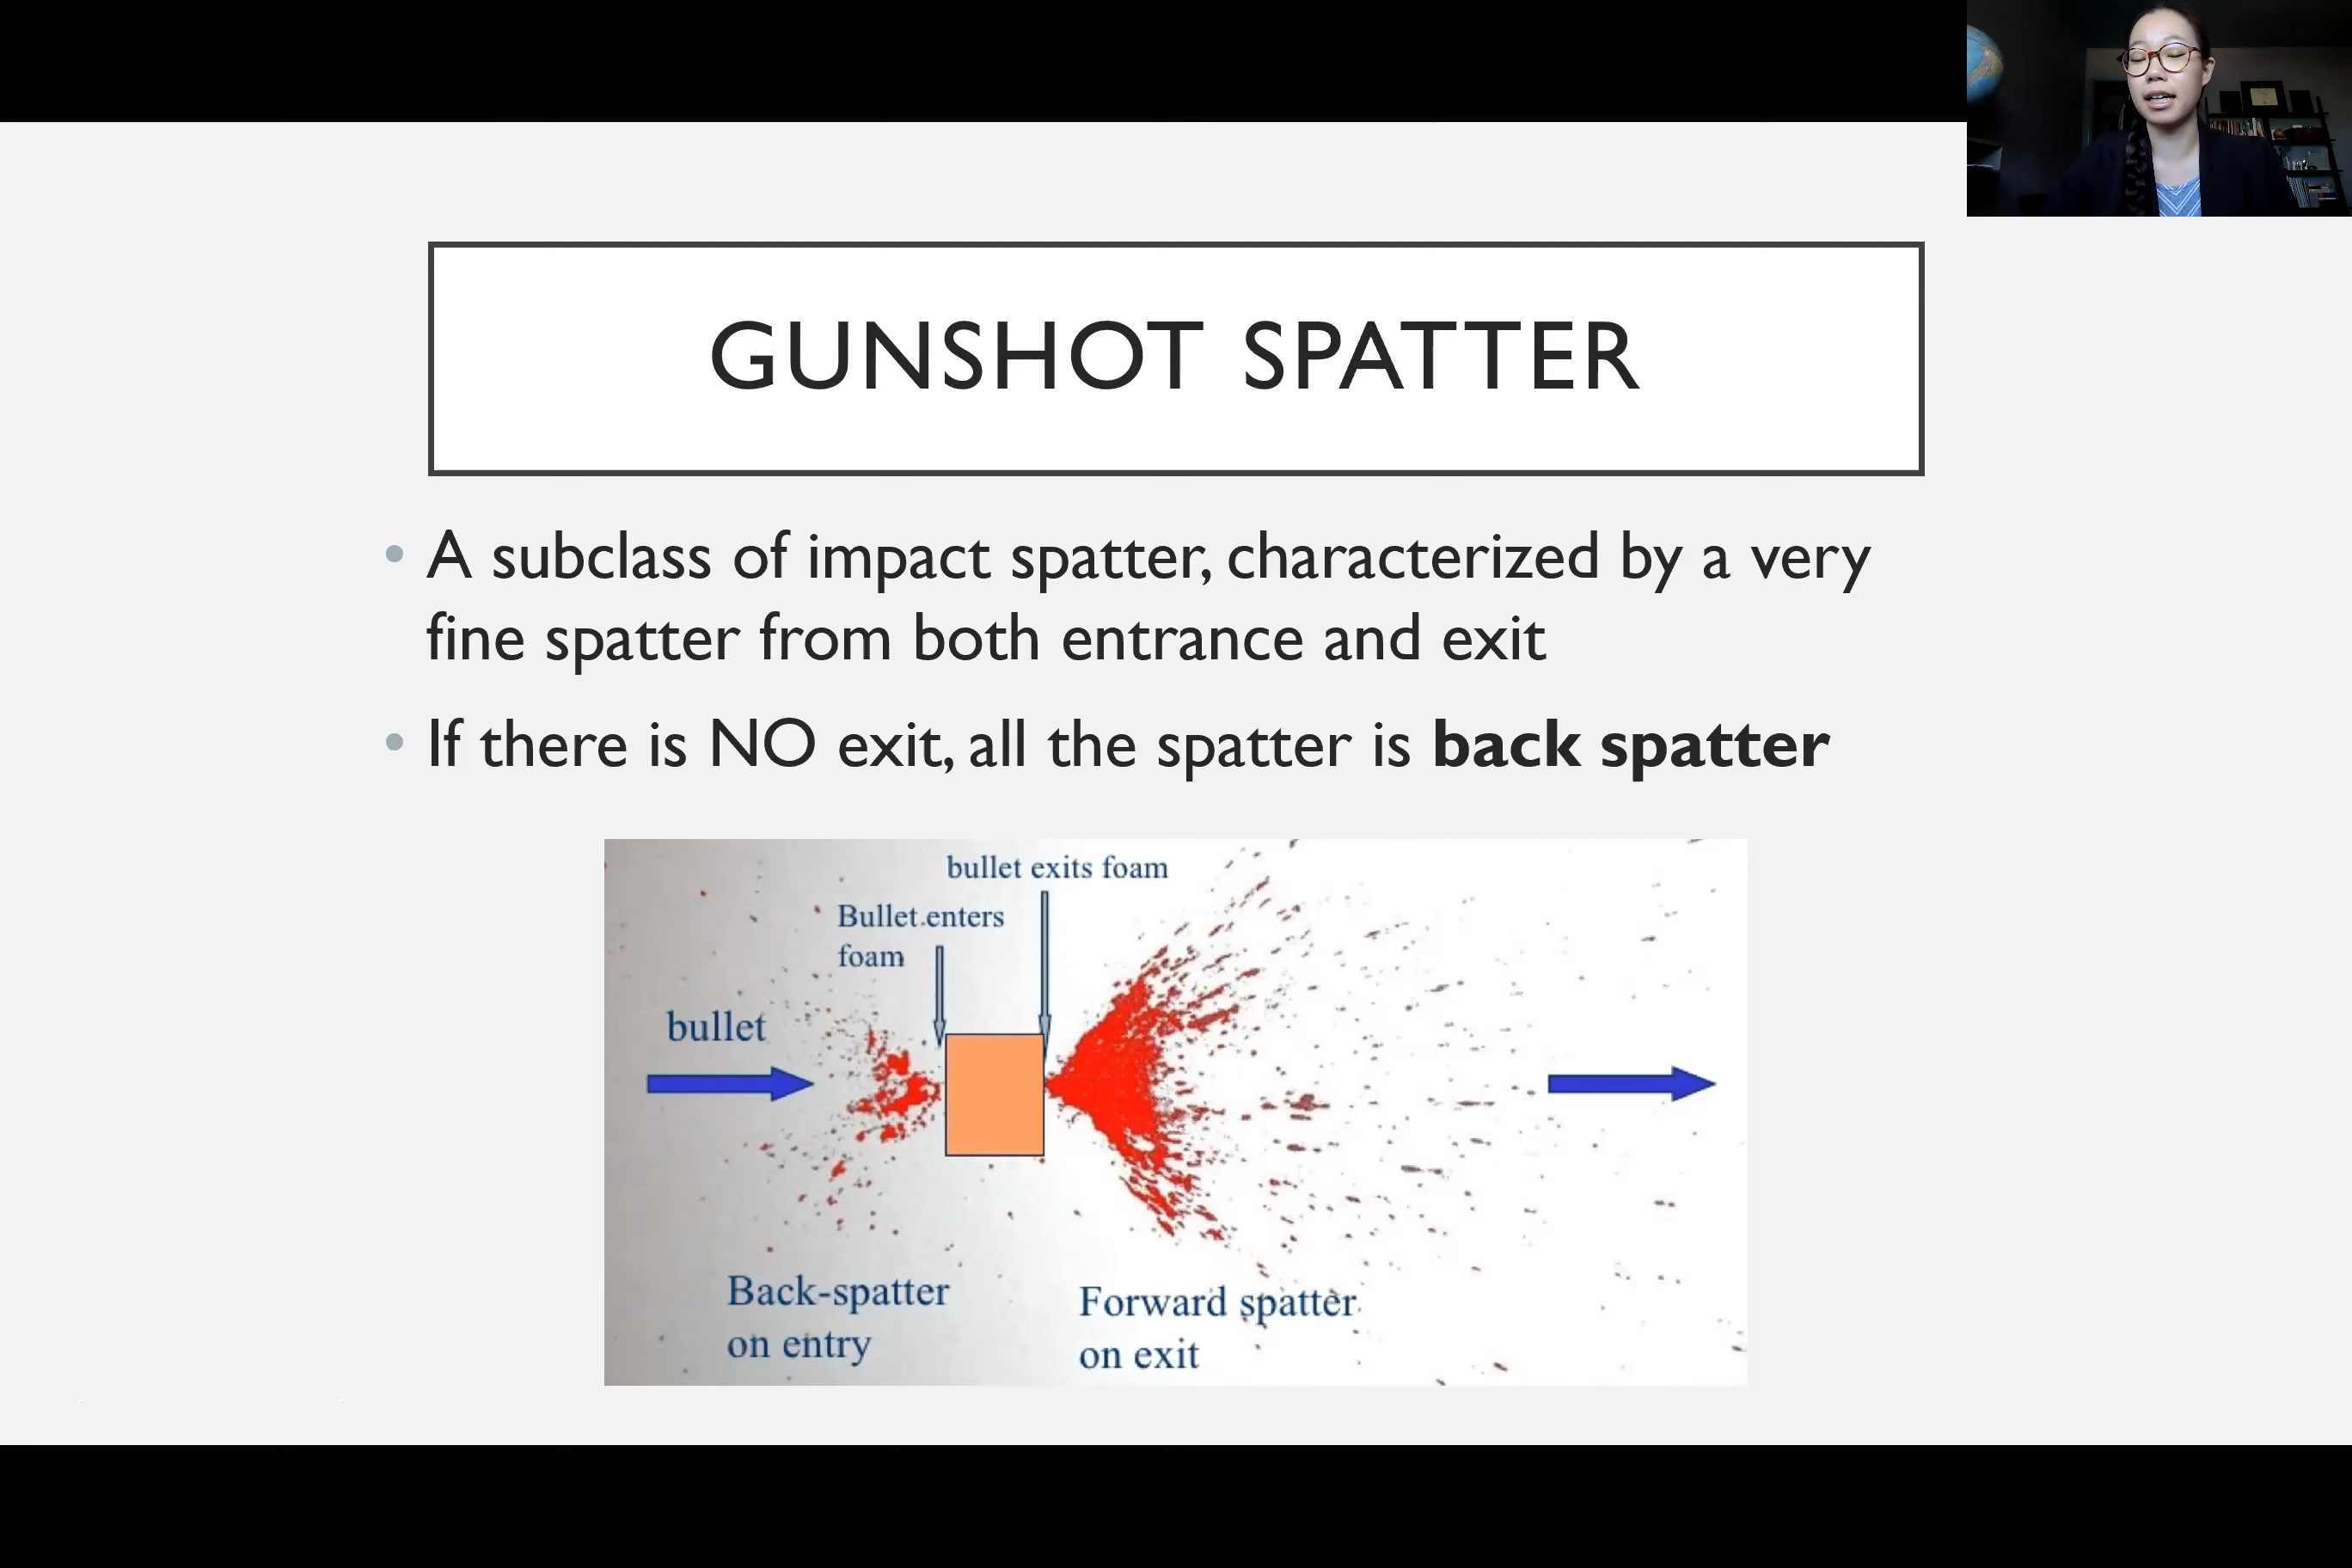 GUNSHOT SPATTER
• A subclass of impact spatter, characterized by a very
fine spatter from both entrance and exit
• If there is NO exit, all the spatter is back spatter
bullet exits foam
Bullet enters
foam
bullet
Back-spatter
on entry
Forward spatter
on exit